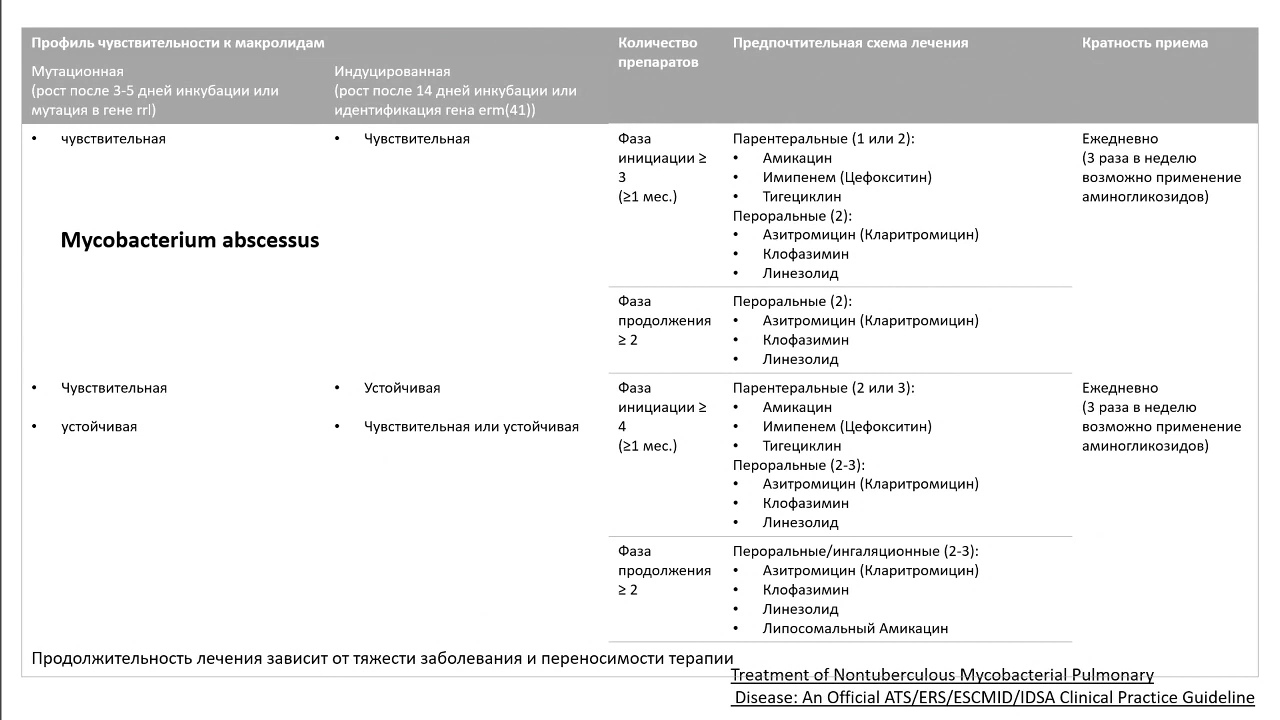 Профиль чувствительности к макролидам
Количество
препаратов
Предпочтительная схема лечения
Кратность приема
Мутационная
(рост после 3-5 дней инкубации или
мутация в гене rrl)
Индуцированная
(рост после 14 дней инкубации или
идентификация гена erm(41))
• чувствительная
• Чувствительная
Mycobacterium abscessus
Фаза
инициации ≥
3
(≥1 мес.)
Парентеральные (1 или 2):
• Амикацин
• Имипенем (Цефокситин)
• Тигециклин
Пероральные (2):
• Азитромицин (Кларитромицин)
• Клофазимин
• Линезолид
Ежедневно
(3 раза в неделю
возможно применение
аминогликозидов)
Фаза
продолжения
≥ 2
Пероральные (2):
• Азитромицин (Кларитромицин)
• Клофазимин
• Линезолид
• Чувствительная
• Устойчивая
• устойчивая
• Чувствительная или устойчивая
Фаза
инициации ≥
4
(≥1 мес.)
Парентеральные (2 или 3):
• Амикацин
• Имипенем (Цефокситин)
• Тигециклин
Пероральные (2-3):
• Азитромицин (Кларитромицин)
• Клофазимин
• Линезолид
Ежедневно
(3 раза в неделю
возможно применение
аминогликозидов)
Фаза
продолжения
≥ 2
Пероральные/ингаляционные (2-3):
• Азитромицин (Кларитромицин)
• Клофазимин
• Линезолид
• Липосомальный Амикацин
Продолжительность лечения зависит от тяжести заболевания и переносимости терапии
Treatment of Nontuberculous Mycobacterial Pulmonary
Disease: An Official ATS/ERS/ESCMID/IDSA Clinical Practice Guideline